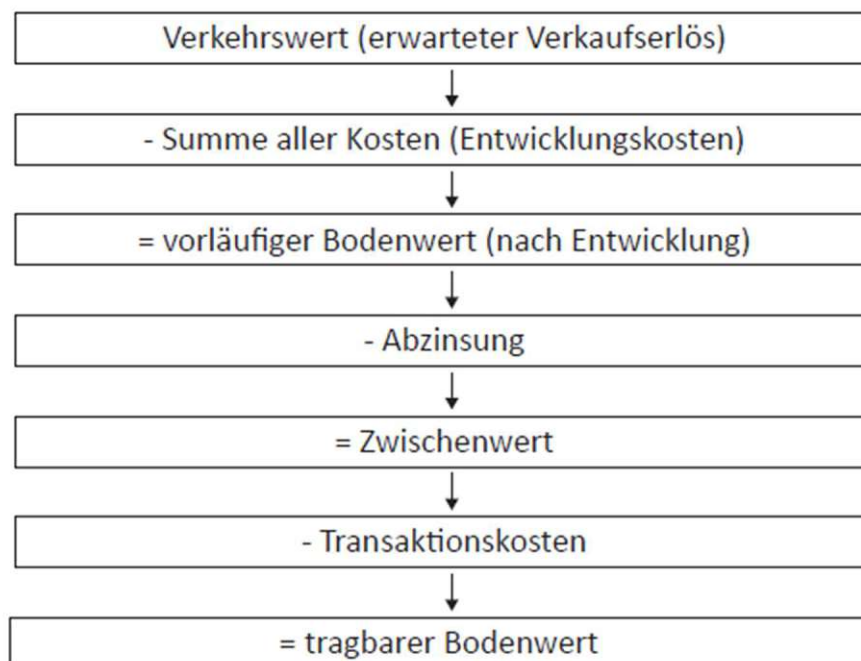 Verkehrswert (erwarteter Verkaufserlös)
- Summe aller Kosten (Entwicklungskosten)
= vorläufiger Bodenwert (nach Entwicklung)
- Abzinsung
= Zwischenwert
- Transaktionskosten
= tragbarer Bodenwert